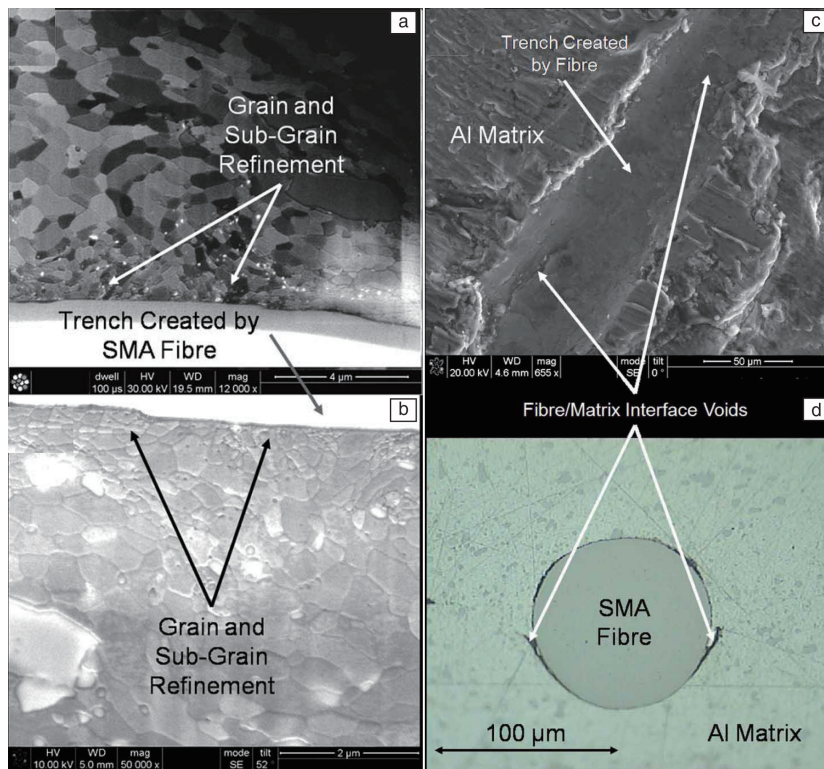 a
Grain and
Sub-Grain
Refinement
Trench Created by
SMA Fibre
dwell HV WD mag
100 µs 30.00 kV 19.5 mm 12 000 x
4 µm
b
Grain and
Sub-Grain
Refinement
HV WD mag mode tilt
10.00 kV 5.0 mm 50 000 x SE 52°
2 µm
c
Trench Created
by Fibre
Al Matrix
HV WD mag mode tilt
20.00 kV 4.6 mm 655 x SE 0°
50 µm
Fibre/Matrix Interface Voids
d
SMA
Fibre
100 µm
Al Matrix